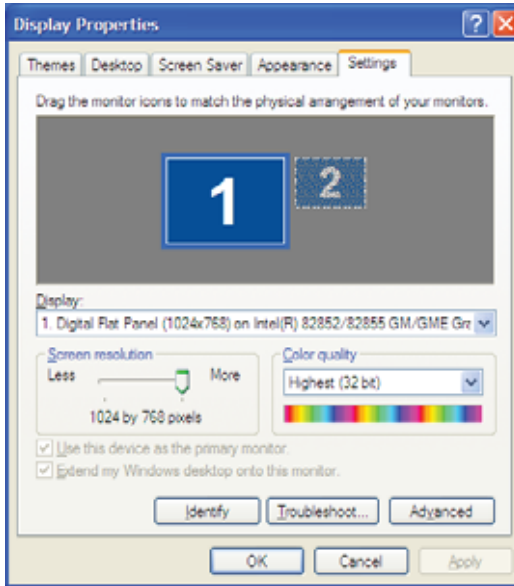 Display Properties
Themes Desktop Screen Saver Appearance Settings
Drag the monitor icons to match the physical arrangement of your monitors.
1 2
Display:
1. Digital Flat Panel (1024x768) on Intel(R) 82852/82855 GM/GME Gra
Screen resolution Color quality
Less More Highest (32 bit)
1024 by 768 pixels
Use this device as the primary monitor.
Extend my Windows desktop onto this monitor.
Identify Troubleshoot... Advanced
OK Cancel Apply